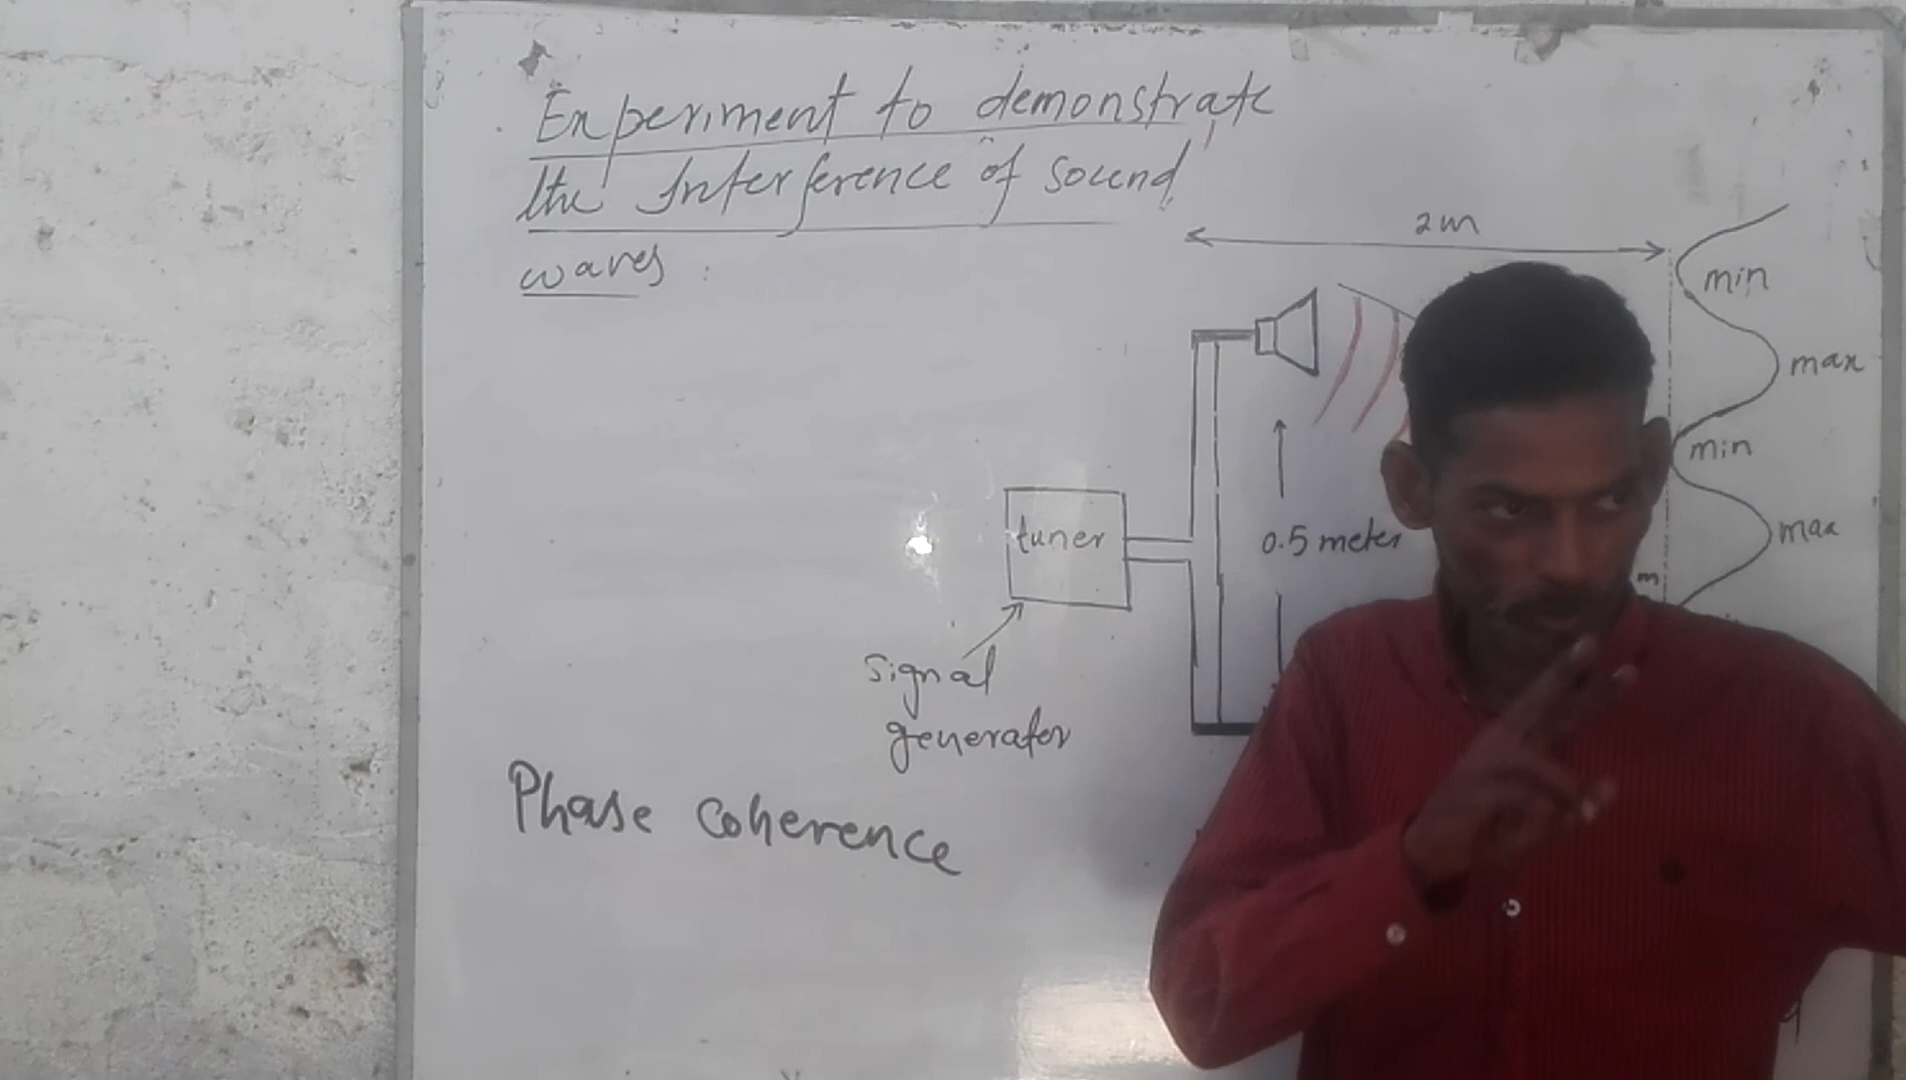 Experiment to demonstrate
the Interference of sound
waves :
2m
min
max
min
tuner
0.5 meter
max
m
signal
generator
Phase coherence